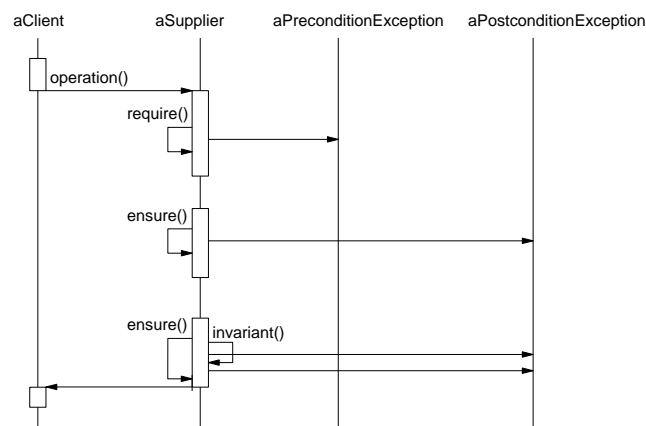 aClient aSupplier aPreconditionException aPostconditionException
operation()
require()
ensure()
ensure()
invariant()